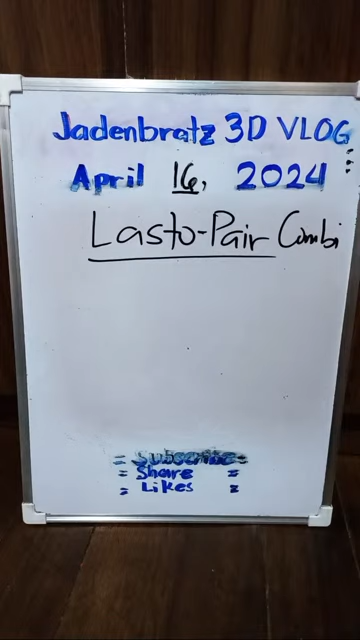 Jadenbratz 3D VLOG
April 16, 2024
Lasto-Pair Combi
= Subscribe =
= Share =
= Likes =